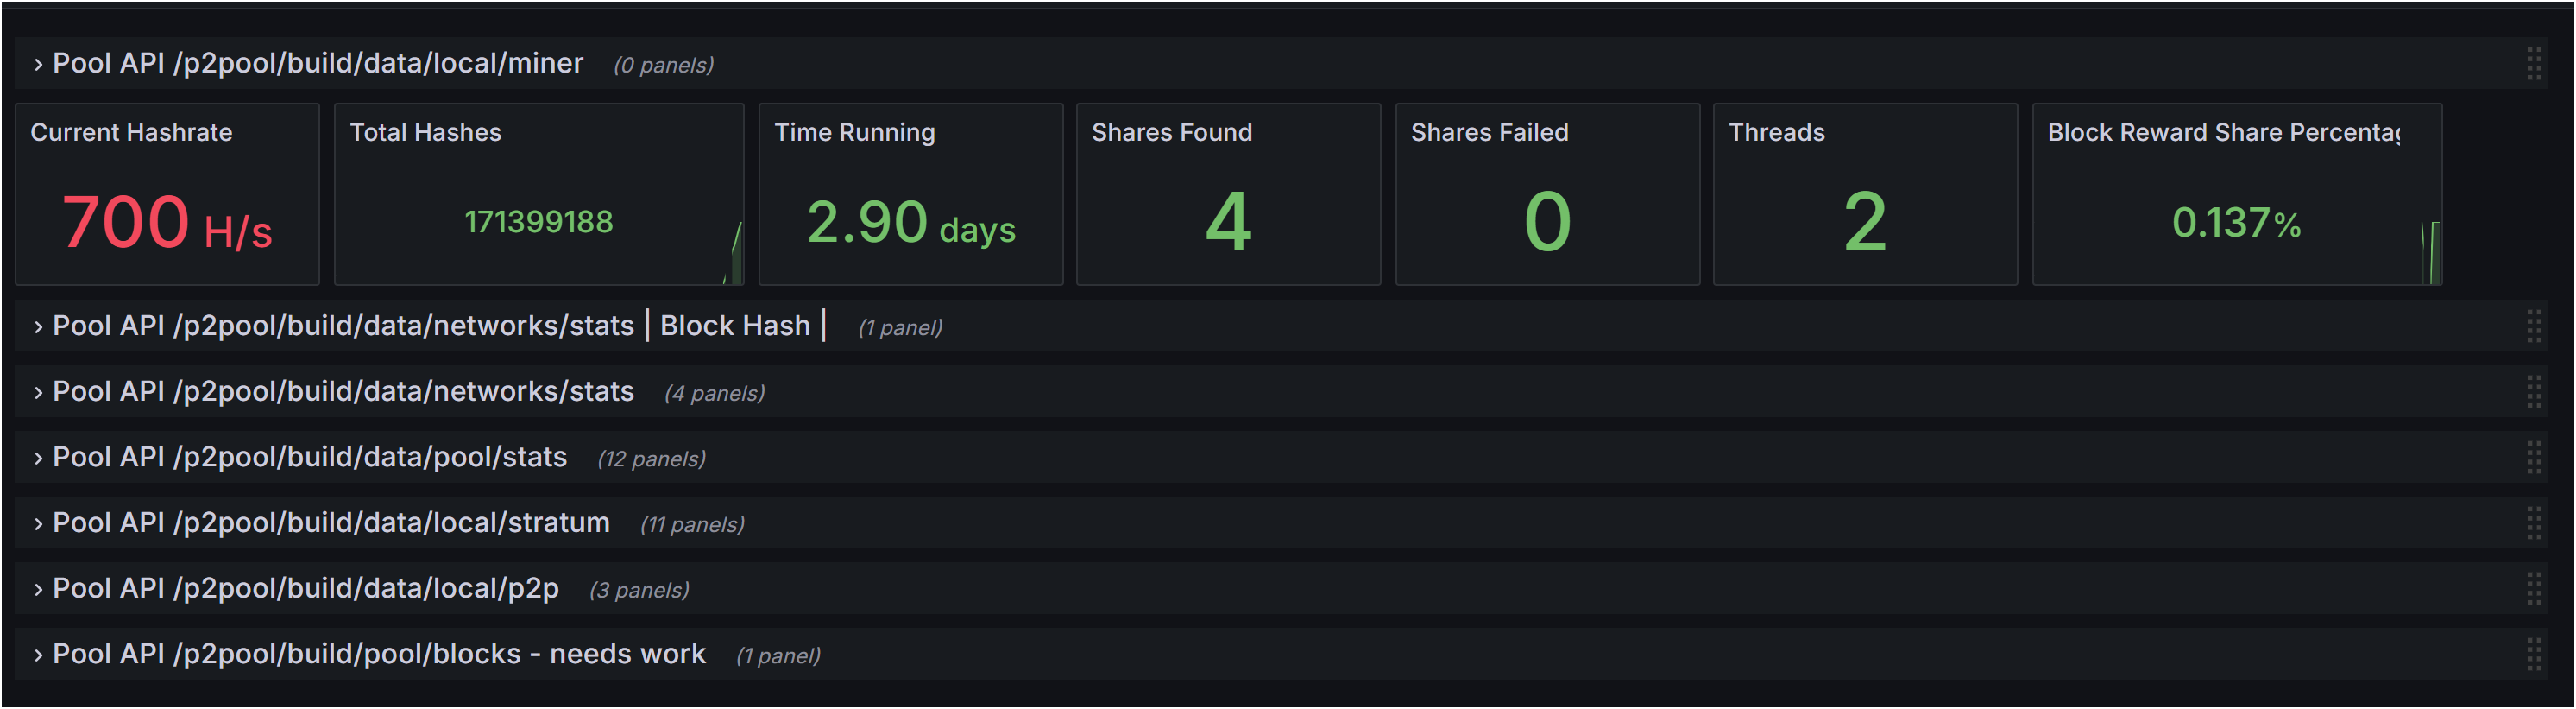 Pool API /p2pool/build/data/local/miner (0 panels)
Current Hashrate
700 H/s
Total Hashes
171399188
Time Running
2.90 days
Shares Found
4
Shares Failed
0
Threads
2
Block Reward Share Percentag
0.137%
Pool API /p2pool/build/data/networks/stats | Block Hash | (1 panel)
Pool API /p2pool/build/data/networks/stats (4 panels)
Pool API /p2pool/build/data/pool/stats (12 panels)
Pool API /p2pool/build/data/local/stratum (11 panels)
Pool API /p2pool/build/data/local/p2p (3 panels)
Pool API /p2pool/build/pool/blocks - needs work (1 panel)